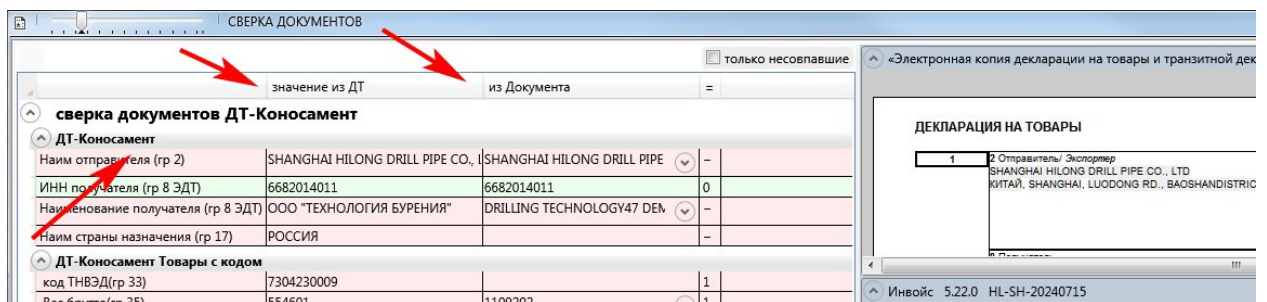 СВЕРКА ДОКУМЕНТОВ
только несовпавшие
значение из ДТ из Документа =
сверка документов ДТ-Коносамент
ДТ-Коносамент
Наим отправителя (гр 2) SHANGHAI HILONG DRILL PIPE CO., L SHANGHAI HILONG DRILL PIPE –
ИНН получателя (гр 8 ЭДТ) 6682014011 6682014011 0
Наименование получателя (гр 8 ЭДТ) ООО "ТЕХНОЛОГИЯ БУРЕНИЯ" DRILLING TECHNOLOGY47 DEM –
Наим страны назначения (гр 17) РОССИЯ –
ДТ-Коносамент Товары с кодом
код ТНВЭД(гр 33) 7304230009 1
Вес брутто(гр 35) 554601 1109202 1
«Электронная копия декларации на товары и транзитной дек
ДЕКЛАРАЦИЯ НА ТОВАРЫ
1 2 Отправитель/ Экспортер
SHANGHAI HILONG DRILL PIPE CO., LTD
КИТАЙ, SHANGHAI, LUODONG RD., BAOSHANDISTRIC
Инвойс 5.22.0 HL-SH-20240715